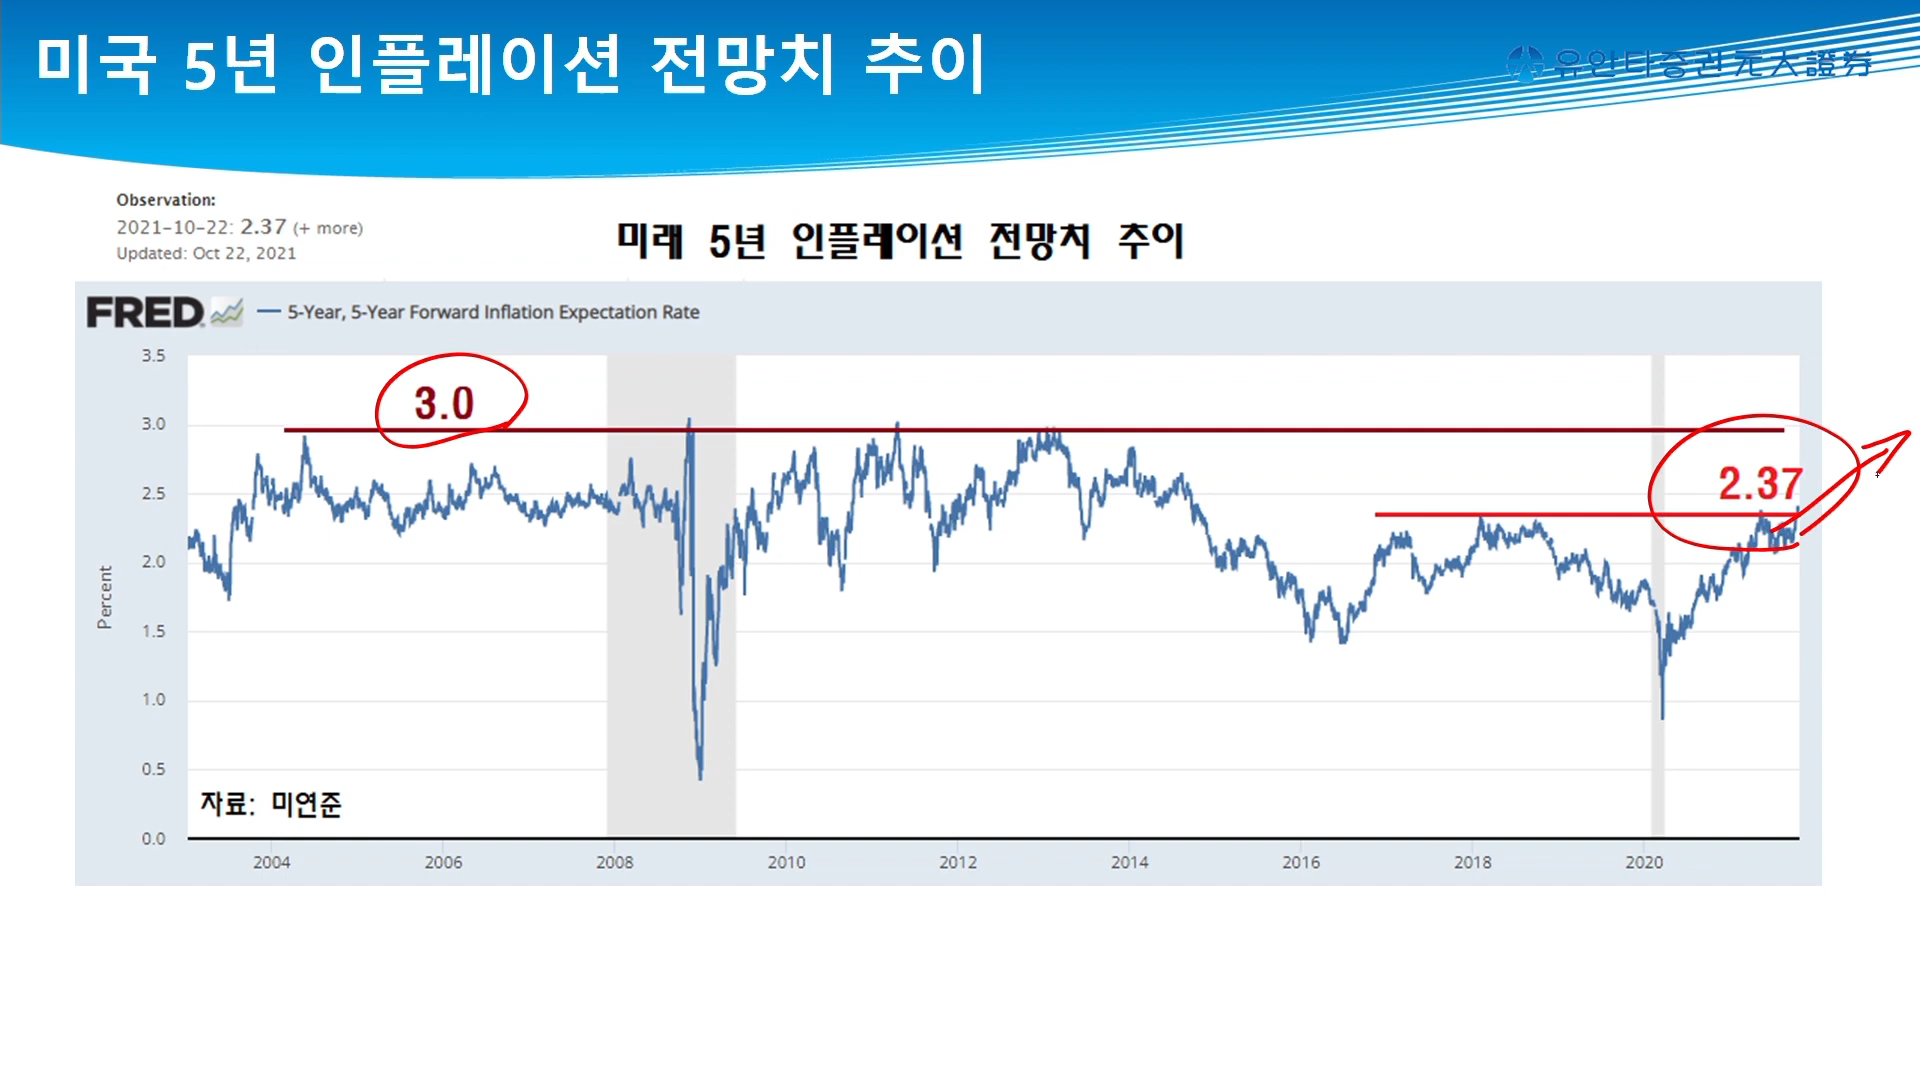 미국 5년 인플레이션 전망치 추이
유안타증권 元大證券
Observation:
2021-10-22: 2.37 (+ more)
Updated: Oct 22, 2021
미래 5년 인플레이션 전망치 추이
FRED
5-Year, 5-Year Forward Inflation Expectation Rate
3.5
3.0
2.5
2.0
1.5
1.0
0.5
0.0
Percent
3.0
2.37
자료: 미연준
2004 2006 2008 2010 2012 2014 2016 2018 2020